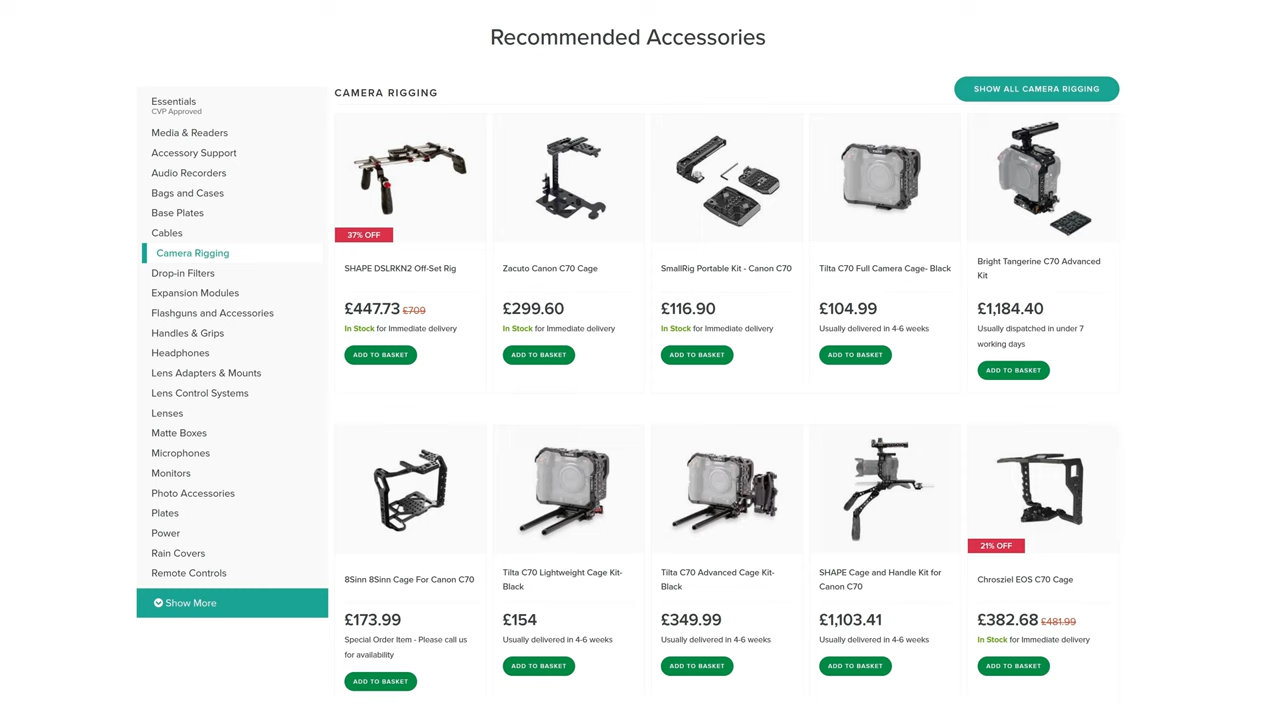 Recommended Accessories
Essentials
CVP Approved
Media & Readers
Accessory Support
Audio Recorders
Bags and Cases
Base Plates
Cables
Camera Rigging
Drop-in Filters
Expansion Modules
Flashguns and Accessories
Handles & Grips
Headphones
Lens Adapters & Mounts
Lens Control Systems
Lenses
Matte Boxes
Microphones
Monitors
Photo Accessories
Plates
Power
Rain Covers
Remote Controls
Show More
CAMERA RIGGING
SHOW ALL CAMERA RIGGING
37% OFF
SHAPE DSLRKN2 Off-Set Rig
£447.73 £709
In Stock for Immediate delivery
ADD TO BASKET
Zacuto Canon C70 Cage
£299.60
In Stock for Immediate delivery
ADD TO BASKET
SmallRig Portable Kit - Canon C70
£116.90
In Stock for Immediate delivery
ADD TO BASKET
Tilta C70 Full Camera Cage- Black
£104.99
Usually delivered in 4-6 weeks
ADD TO BASKET
Bright Tangerine C70 Advanced
Kit
£1,184.40
Usually dispatched in under 7
working days
ADD TO BASKET
8Sinn 8Sinn Cage For Canon C70
£173.99
Special Order Item - Please call us
for availability
ADD TO BASKET
Tilta C70 Lightweight Cage Kit-
Black
£154
Usually delivered in 4-6 weeks
ADD TO BASKET
Tilta C70 Advanced Cage Kit-
Black
£349.99
Usually delivered in 4-6 weeks
ADD TO BASKET
SHAPE Cage and Handle Kit for
Canon C70
£1,103.41
Usually delivered in 4-6 weeks
ADD TO BASKET
21% OFF
Chrosziel EOS C70 Cage
£382.68 £481.99
In Stock for Immediate delivery
ADD TO BASKET